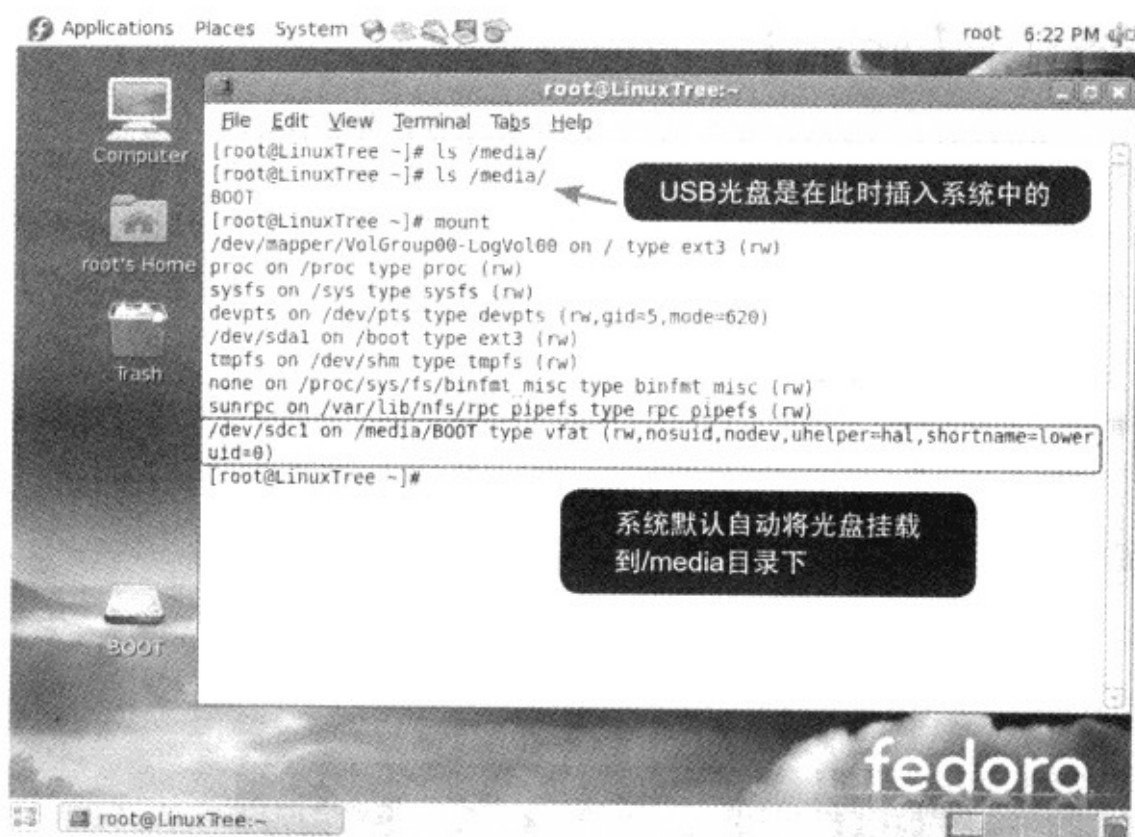 Applications Places System
root 6:22 PM
root@LinuxTree:~
File Edit View Terminal Tabs Help
[root@LinuxTree ~]# ls /media/
[root@LinuxTree ~]# ls /media/
BOOT
[root@LinuxTree ~]# mount
/dev/mapper/VolGroup00-LogVol00 on / type ext3 (rw)
proc on /proc type proc (rw)
sysfs on /sys type sysfs (rw)
devpts on /dev/pts type devpts (rw,gid=5,mode=620)
/dev/sda1 on /boot type ext3 (rw)
tmpfs on /dev/shm type tmpfs (rw)
none on /proc/sys/fs/binfmt_misc type binfmt_misc (rw)
sunrpc on /var/lib/nfs/rpc_pipefs type rpc_pipefs (rw)
/dev/sdc1 on /media/BOOT type vfat (rw,nosuid,nodev,uhelper=hal,shortname=lower
uid=0)
[root@LinuxTree ~]#
USB光盘是在此时插入系统中的
系统默认自动将光盘挂载
到/media目录下
Computer
root's Home
Trash
BOOT
fedora
root@LinuxTree:~